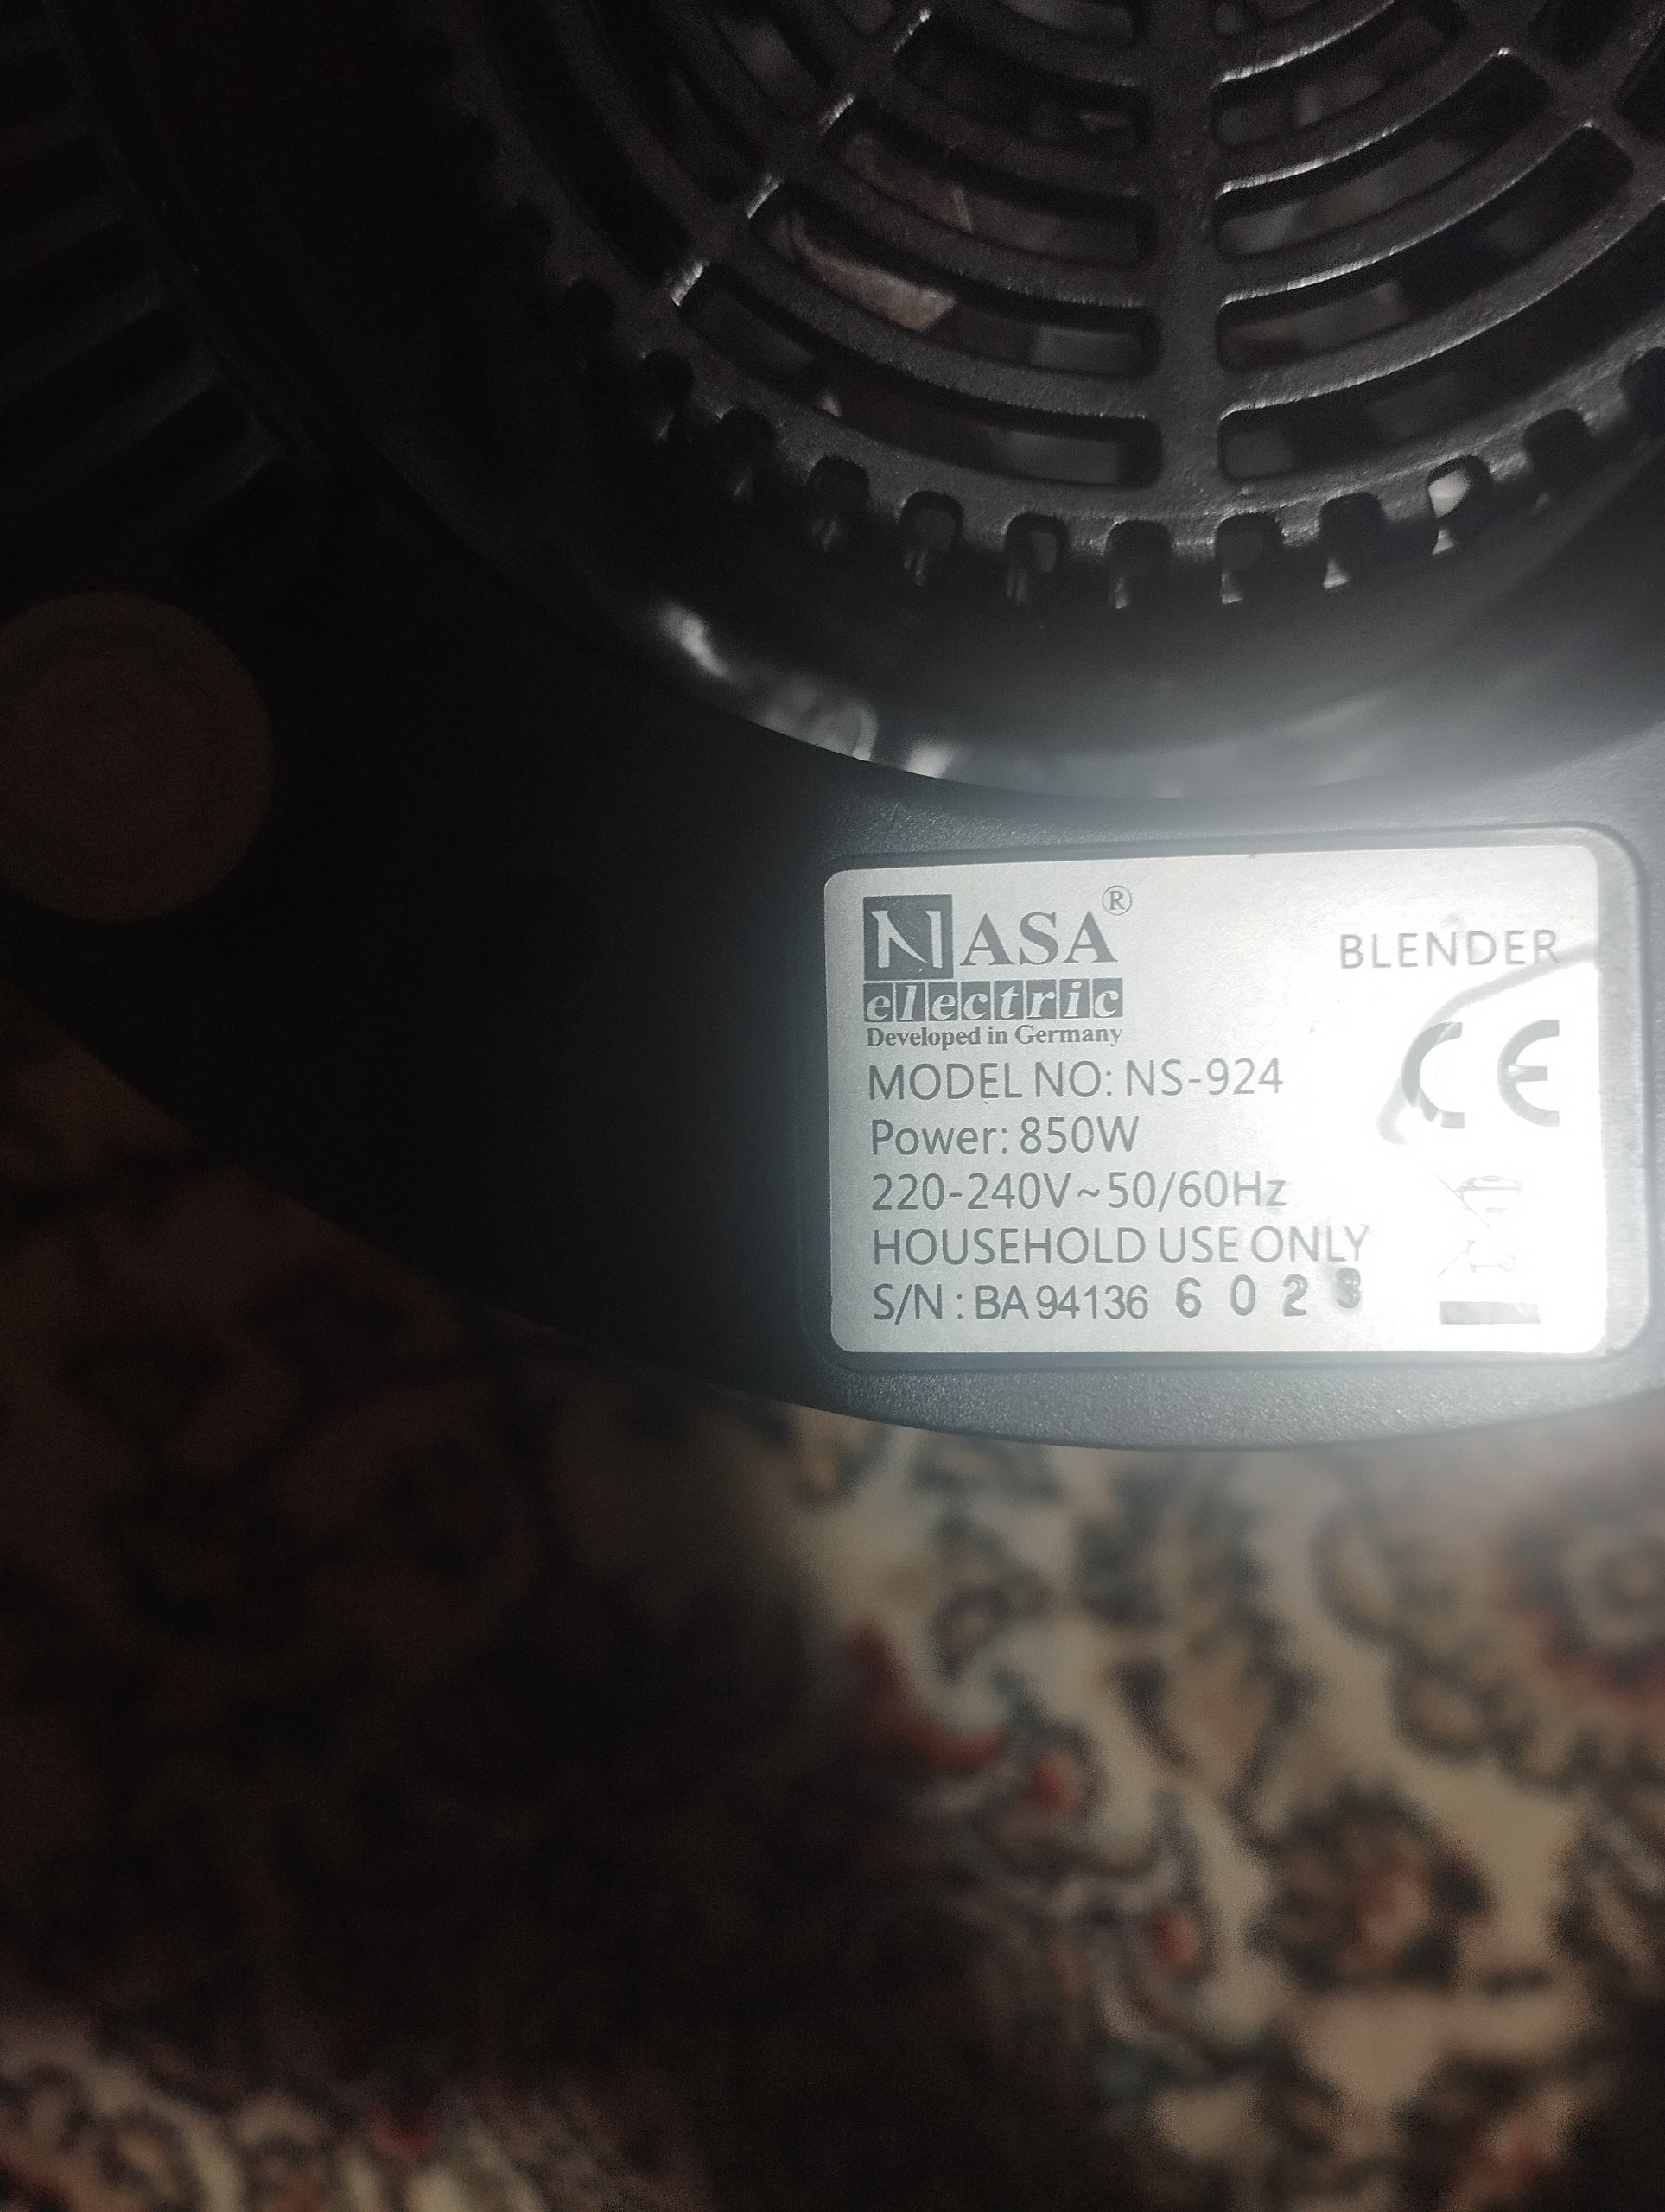 NASA®
BLENDER
electric
Developed in Germany
CE
MODEL NO: NS-924
Power: 850W
220-240V~50/60Hz
HOUSEHOLD USE ONLY
S/N : BA 94136 6 0 2